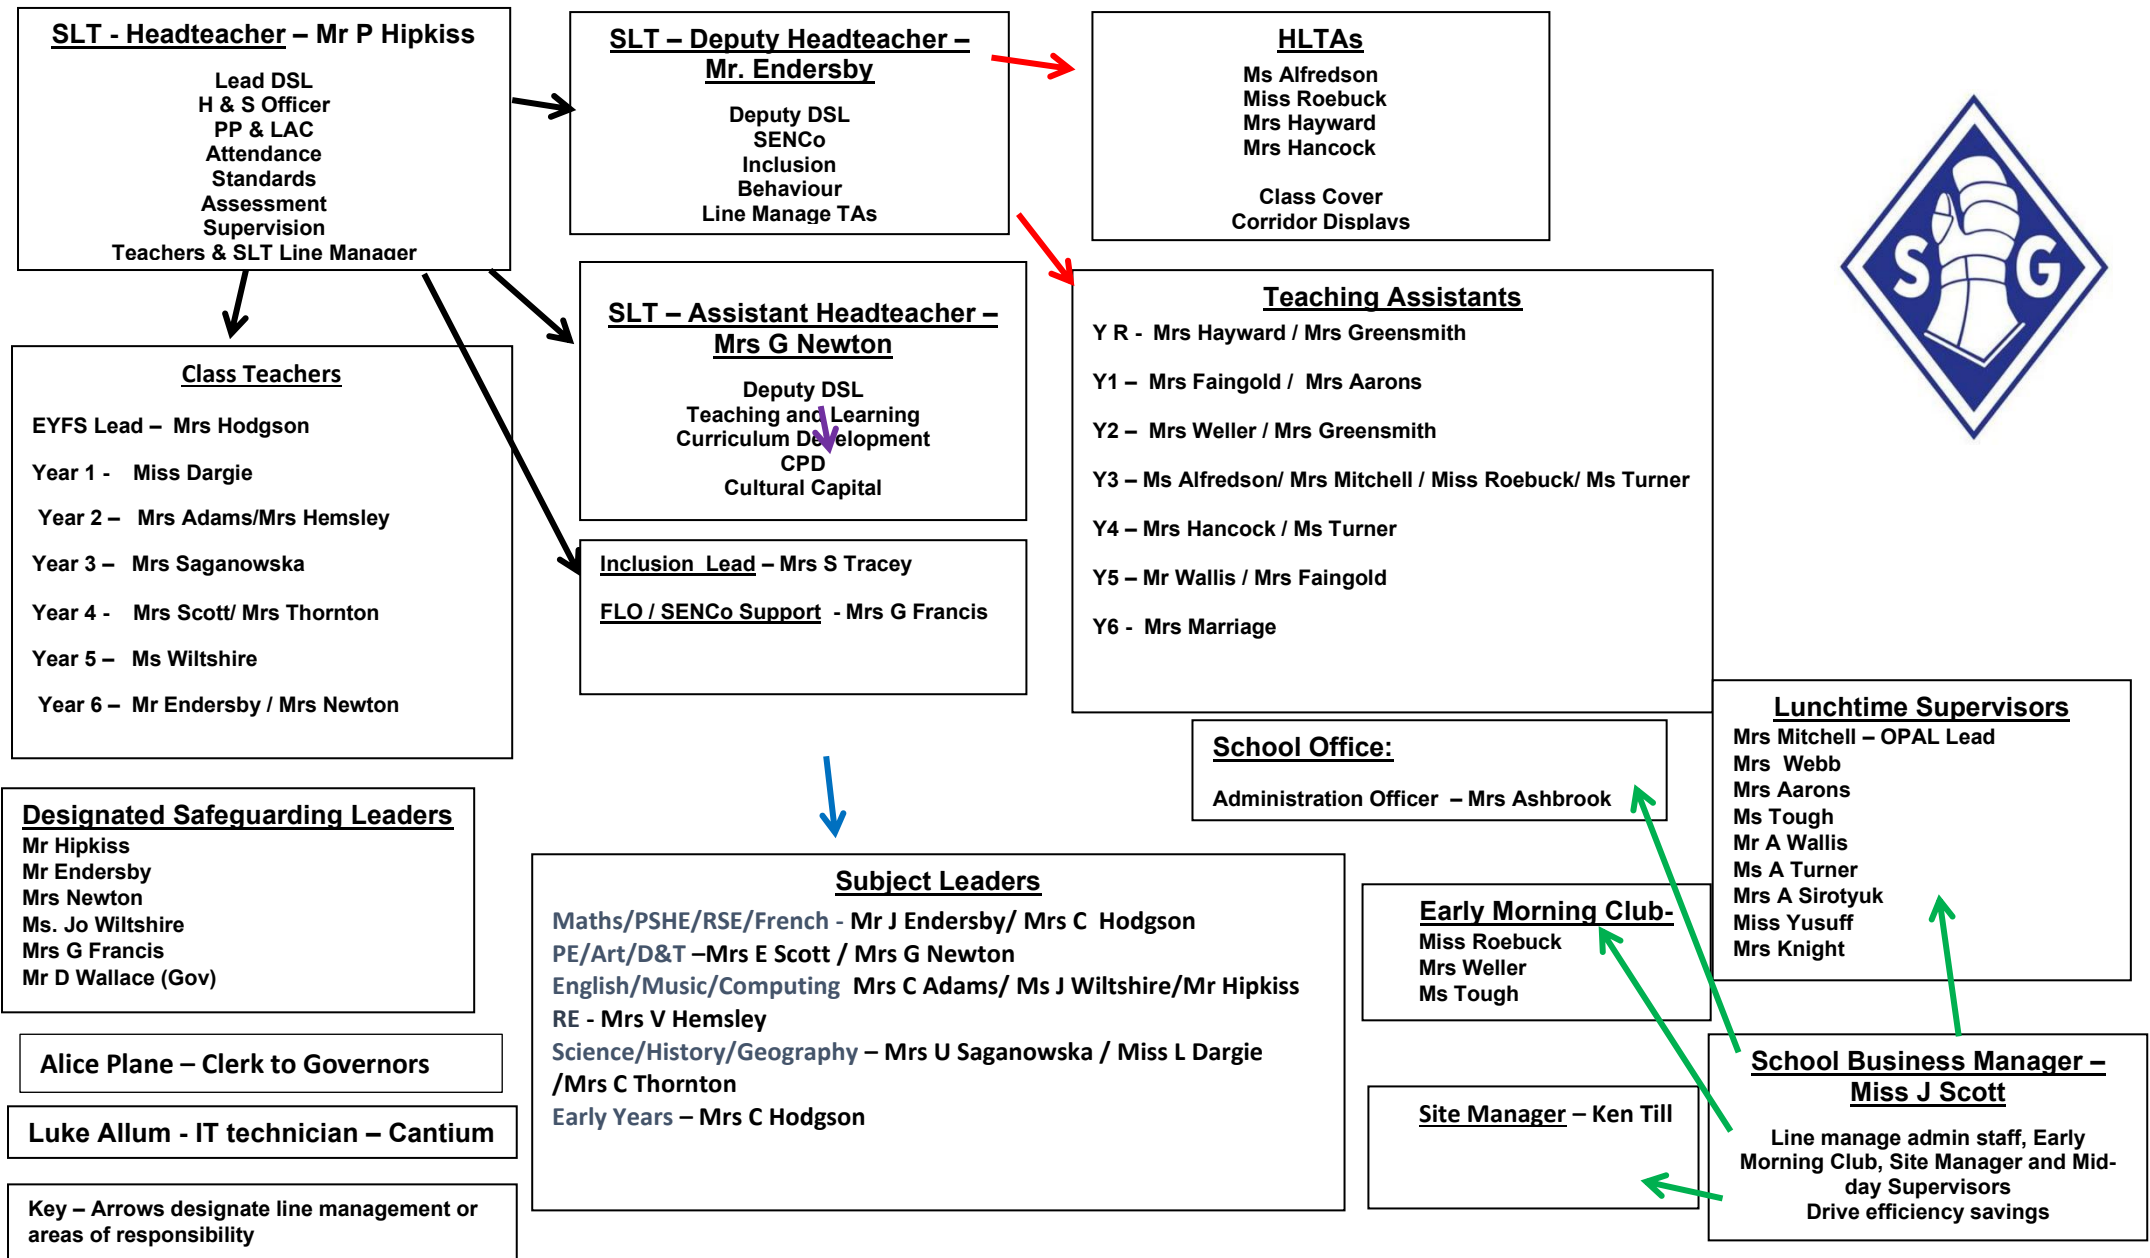 SLT - Headteacher – Mr P Hipkiss
Lead DSL
H & S Officer
PP & LAC
Attendance
Standards
Assessment
Supervision
Teachers & SLT Line Manager
SLT – Deputy Headteacher –
Mr. Endersby
Deputy DSL
SENCo
Inclusion
Behaviour
Line Manage TAs
HLTAs
Ms Alfredson
Miss Roebuck
Mrs Hayward
Mrs Hancock
Class Cover
Corridor Displays
S G
SLT – Assistant Headteacher –
Mrs G Newton
Deputy DSL
Teaching and Learning
Curriculum Development
CPD
Cultural Capital
Teaching Assistants
Y R - Mrs Hayward / Mrs Greensmith
Y1 – Mrs Faingold / Mrs Aarons
Y2 – Mrs Weller / Mrs Greensmith
Y3 – Ms Alfredson/ Mrs Mitchell / Miss Roebuck/ Ms Turner
Y4 – Mrs Hancock / Ms Turner
Y5 – Mr Wallis / Mrs Faingold
Y6 - Mrs Marriage
Class Teachers
EYFS Lead – Mrs Hodgson
Year 1 - Miss Dargie
Year 2 – Mrs Adams/Mrs Hemsley
Year 3 – Mrs Saganowska
Year 4 - Mrs Scott/ Mrs Thornton
Year 5 – Ms Wiltshire
Year 6 – Mr Endersby / Mrs Newton
Inclusion Lead – Mrs S Tracey
FLO / SENCo Support - Mrs G Francis
Lunchtime Supervisors
Mrs Mitchell – OPAL Lead
Mrs Webb
Mrs Aarons
Ms Tough
Mr A Wallis
Ms A Turner
Mrs A Sirotyuk
Miss Yusuff
Mrs Knight
School Office:
Administration Officer – Mrs Ashbrook
Designated Safeguarding Leaders
Mr Hipkiss
Mr Endersby
Mrs Newton
Ms. Jo Wiltshire
Mrs G Francis
Mr D Wallace (Gov)
Subject Leaders
Maths/PSHE/RSE/French - Mr J Endersby/ Mrs C Hodgson
PE/Art/D&T –Mrs E Scott / Mrs G Newton
English/Music/Computing Mrs C Adams/ Ms J Wiltshire/Mr Hipkiss
RE - Mrs V Hemsley
Science/History/Geography – Mrs U Saganowska / Miss L Dargie
/Mrs C Thornton
Early Years – Mrs C Hodgson
Early Morning Club-
Miss Roebuck
Mrs Weller
Ms Tough
Alice Plane – Clerk to Governors
School Business Manager –
Miss J Scott
Line manage admin staff, Early
Morning Club, Site Manager and Mid-
day Supervisors
Drive efficiency savings
Site Manager – Ken Till
Luke Allum - IT technician – Cantium
Key – Arrows designate line management or
areas of responsibility